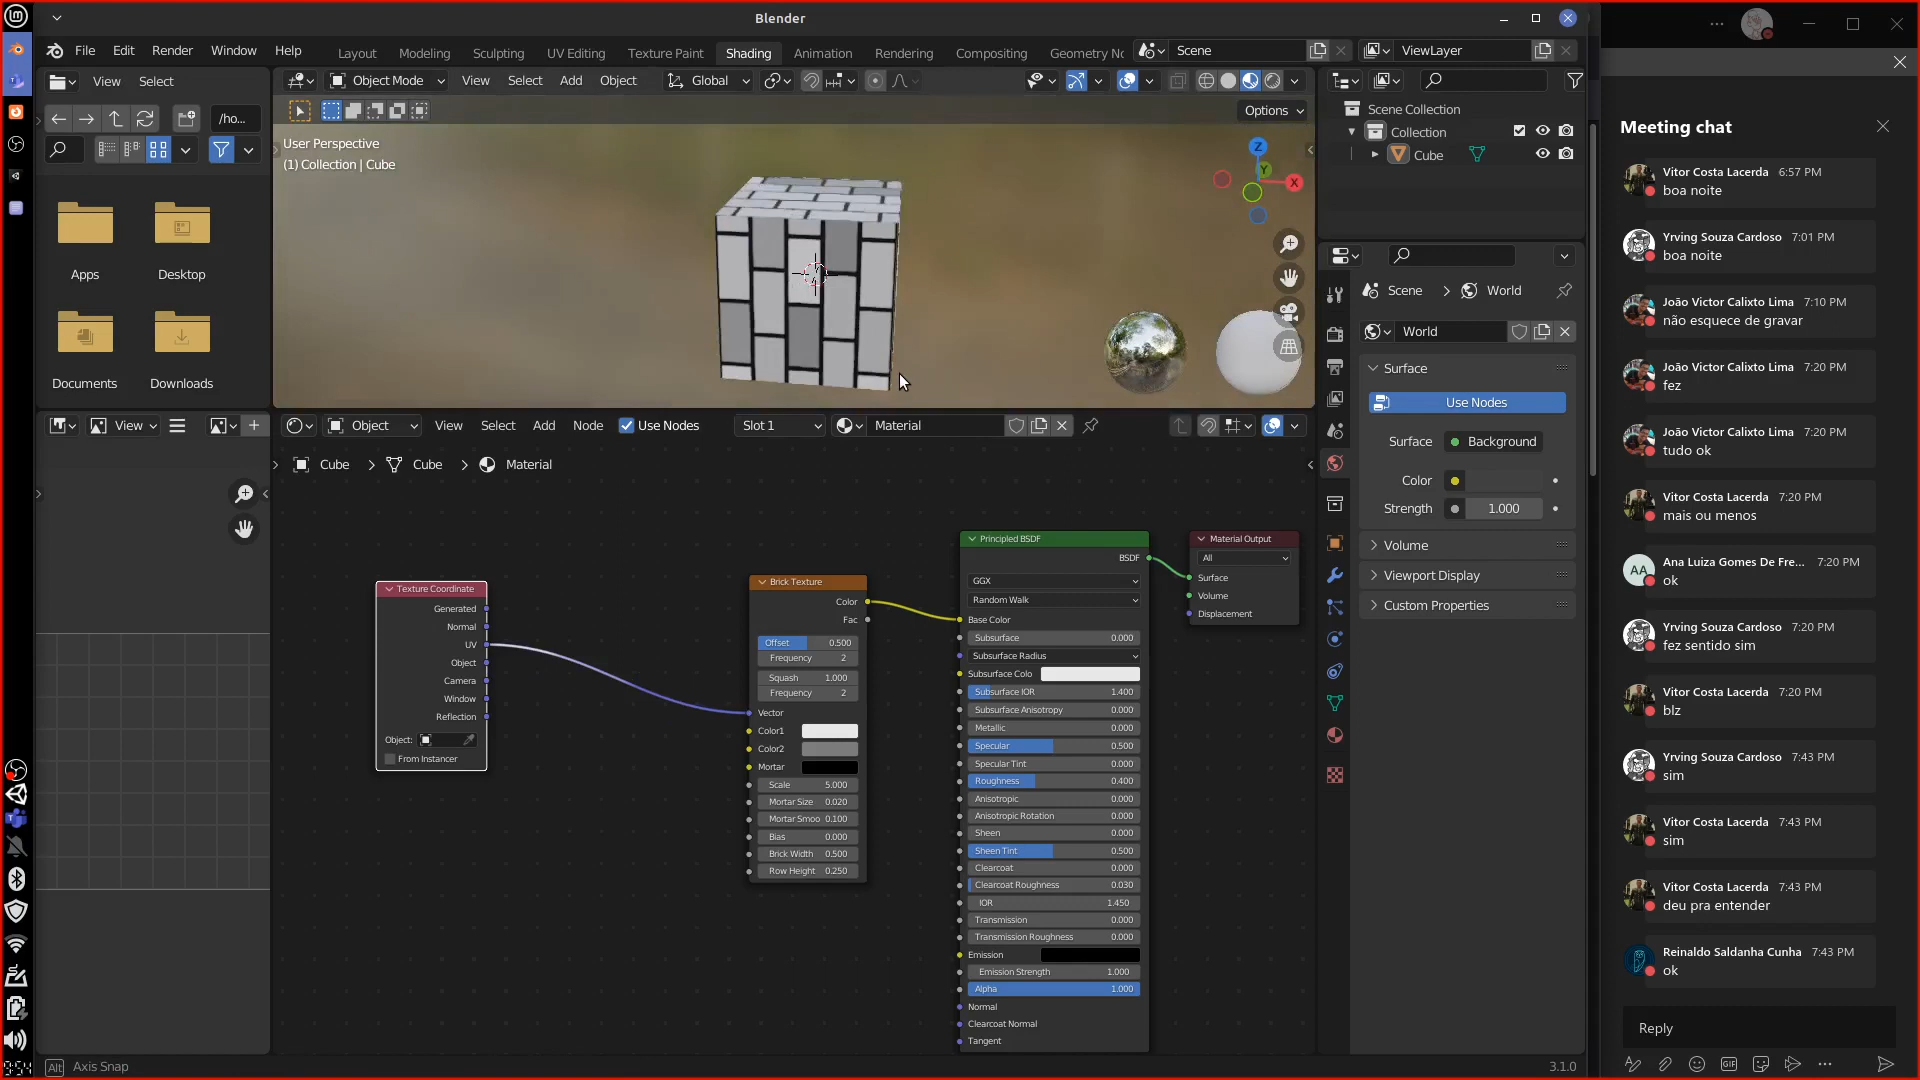 Blender
File Edit Render Window Help
Layout Modeling Sculpting UV Editing Texture Paint Shading Animation Rendering Compositing Geometry Nc
Scene
ViewLayer
View Select
Object Mode View Select Add Object Global
/ho...
Options
User Perspective
(1) Collection | Cube
Z
Y
X
Apps
Desktop
Documents
Downloads
Scene Collection
Collection
Cube
Scene > World
World
Surface
Use Nodes
Surface Background
Color
Strength 1.000
Volume
Viewport Display
Custom Properties
View
Object View Select Add Node Use Nodes Slot 1 Material
Cube > Cube > Material
Texture Coordinate
Generated
Normal
UV
Object
Camera
Window
Reflection
Object:
From Instancer
Brick Texture
Color
Fac
Offset 0.500
Frequency 2
Squash 1.000
Frequency 2
Vector
Color1
Color2
Mortar
Scale 5.000
Mortar Size 0.020
Mortar Smoo 0.100
Bias 0.000
Brick Width 0.500
Row Height 0.250
Principled BSDF
BSDF
GGX
Random Walk
Base Color
Subsurface 0.000
Subsurface Radius
Subsurface Colo
Subsurface IOR 1.400
Subsurface Anisotropy 0.000
Metallic 0.000
Specular 0.500
Specular Tint 0.000
Roughness 0.400
Anisotropic 0.000
Anisotropic Rotation 0.000
Sheen 0.000
Sheen Tint 0.500
Clearcoat 0.000
Clearcoat Roughness 0.030
IOR 1.450
Transmission 0.000
Transmission Roughness 0.000
Emission
Emission Strength 1.000
Alpha 1.000
Normal
Clearcoat Normal
Tangent
Material Output
All
Surface
Volume
Displacement
Alt Axis Snap
3.1.0
Meeting chat
Vitor Costa Lacerda 6:57 PM
boa noite
Yrving Souza Cardoso 7:01 PM
boa noite
João Victor Calixto Lima 7:10 PM
não esquece de gravar
João Victor Calixto Lima 7:20 PM
fez
João Victor Calixto Lima 7:20 PM
tudo ok
Vitor Costa Lacerda 7:20 PM
mais ou menos
AA
Ana Luiza Gomes De Fre... 7:20 PM
ok
Yrving Souza Cardoso 7:20 PM
fez sentido sim
Vitor Costa Lacerda 7:20 PM
blz
Yrving Souza Cardoso 7:43 PM
sim
Vitor Costa Lacerda 7:43 PM
sim
Vitor Costa Lacerda 7:43 PM
deu pra entender
Reinaldo Saldanha Cunha 7:43 PM
ok
Reply
GIF